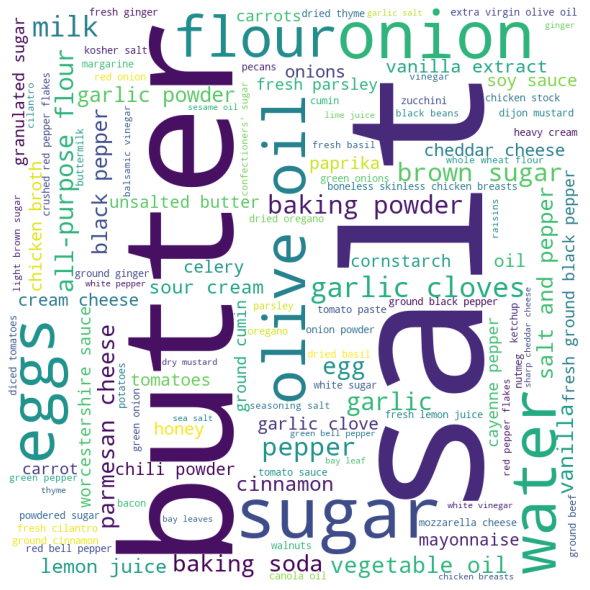 fresh ginger
milk
flour
onion
carrots
dried thyme
garlic salt
extra virgin olive oil
ginger
granulated sugar
kosher salt
margarine
red onion
cilantro
crushed red pepper flakes
buttermilk
all-purpose flour
garlic powder
pecans
onions
fresh parsley
vanilla extract
soy sauce
vinegar
chicken stock
dijon mustard
heavy cream
black pepper
balsamic vinegar
butter
sesame oil
confectioners' sugar
cumin
lime juice
zucchini
black beans
fresh basil
paprika
green onions
cheddar cheese
whole wheat flour
boneless skinless chicken breasts
brown sugar
salt
olive oil
unsalted butter
baking powder
dried oregano
raisins
chicken broth
light brown sugar
ground ginger
white pepper
celery
sour cream
cream cheese
cornstarch
oil
garlic cloves
ground black pepper
salt and pepper
fresh ground black pepper
eggs
diced tomatoes
worcestershire sauce
parmesan cheese
dry mustard
potatoes
green onion
tomatoes
honey
ground cumin
parsley
oregano
tomato paste
onion powder
dried basil
egg
white sugar
ketchup
nutmeg
sharp cheddar cheese
red pepper flakes
cayenne pepper
water
vanilla
sea salt
seasoning salt
garlic
fresh lemon juice
garlic clove
green bell pepper
pepper
bay leaf
carrot
green pepper
thyme
chili powder
cinnamon
tomato sauce
bacon
powdered sugar
fresh cilantro
ground cinnamon
red bell pepper
bay leaves
sugar
white vinegar
mozzarella cheese
mayonnaise
ground beef
lemon juice
baking soda
walnuts
canola oil
vegetable oil
chicken breasts